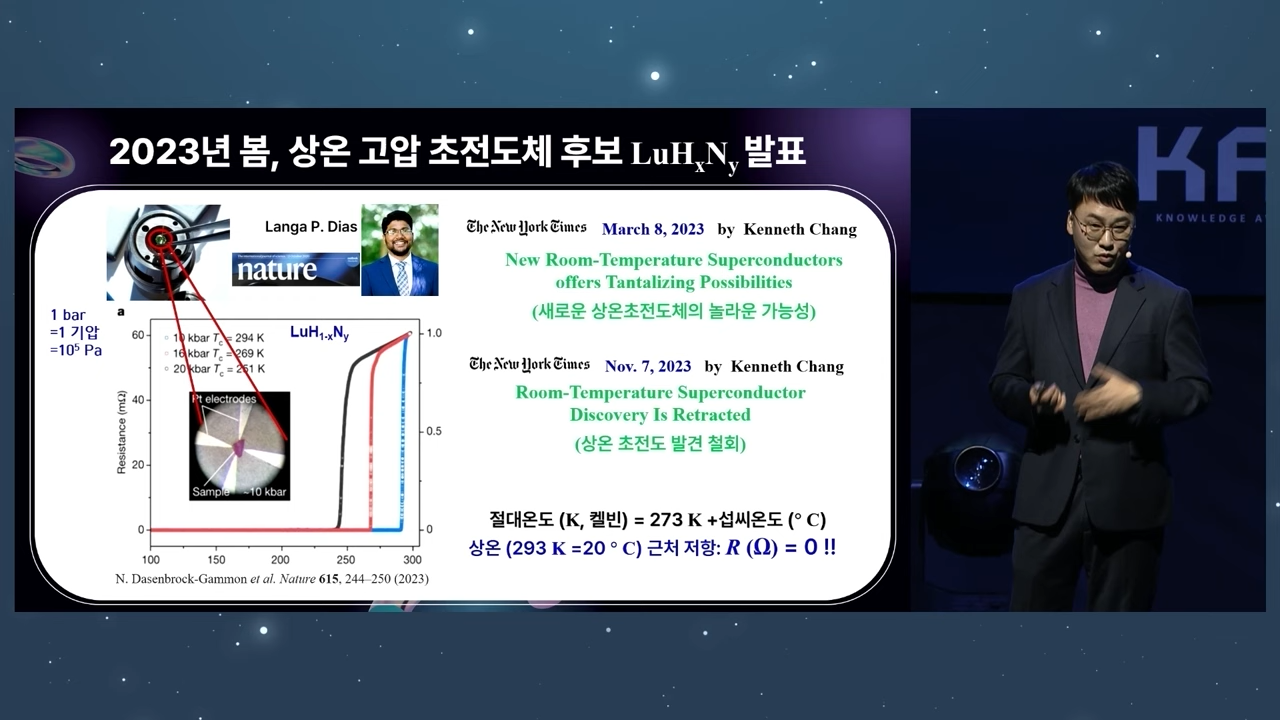 2023년 봄, 상온 고압 초전도체 후보 LuHxNy 발표
Langa P. Dias
nature
1 bar
=1 기압
=10⁵ Pa
a
LuH1-xNy
10 kbar Tc = 294 K
16 kbar Tc = 269 K
20 kbar Tc = 251 K
Resistance (mΩ)
60
40
20
0
1.0
0.5
0
100
150
200
250
300
Pt electrodes
Sample
~10 kbar
N. Dasenbrock-Gammon et al. Nature 615, 244–250 (2023)
The New York Times March 8, 2023 by Kenneth Chang
New Room-Temperature Superconductors
offers Tantalizing Possibilities
(새로운 상온초전도체의 놀라운 가능성)
The New York Times Nov. 7, 2023 by Kenneth Chang
Room-Temperature Superconductor
Discovery Is Retracted
(상온 초전도 발견 철회)
절대온도 (K, 켈빈) = 273 K +섭씨온도 (° C)
상온 (293 K =20 ° C) 근처 저항: R (Ω) = 0 !!
KA
KNOWLEDGE A